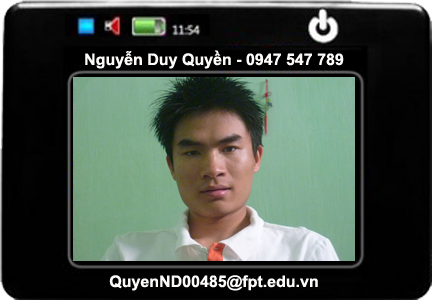 11:54
Nguyễn Duy Quyền - 0947 547 789
QuyenND00485@fpt.edu.vn